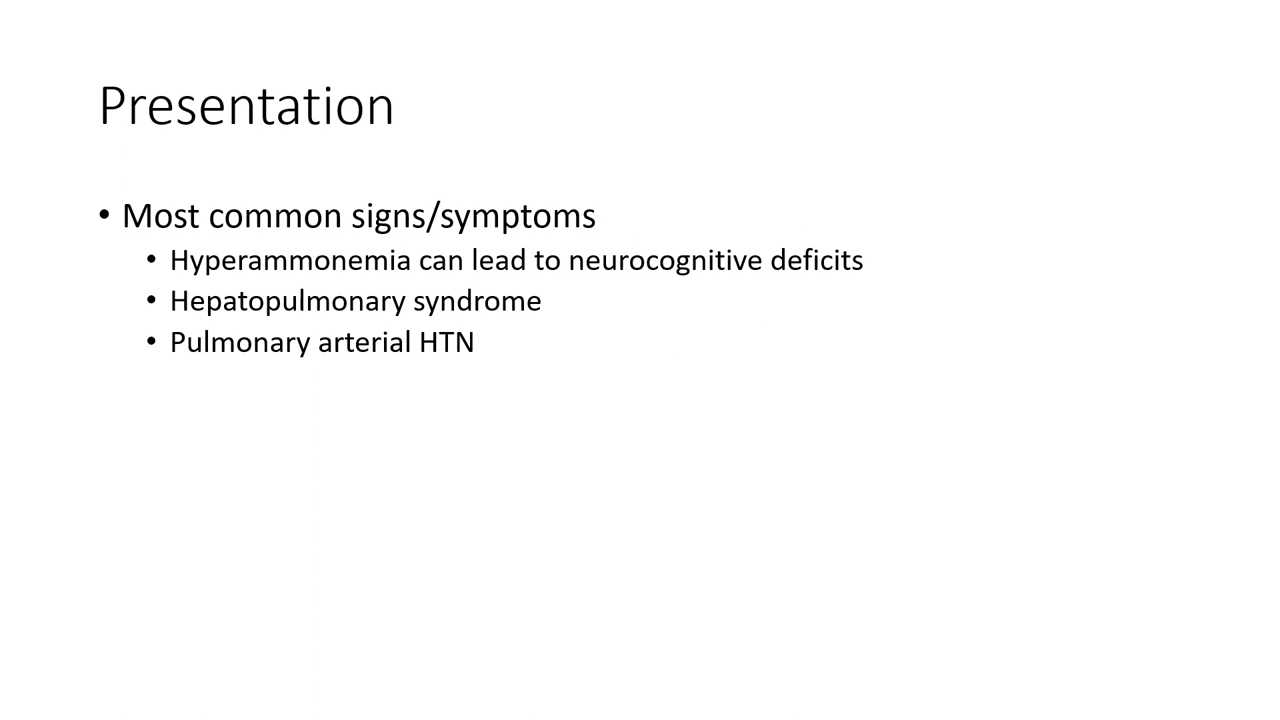 Presentation
• Most common signs/symptoms
• Hyperammonemia can lead to neurocognitive deficits
• Hepatopulmonary syndrome
• Pulmonary arterial HTN